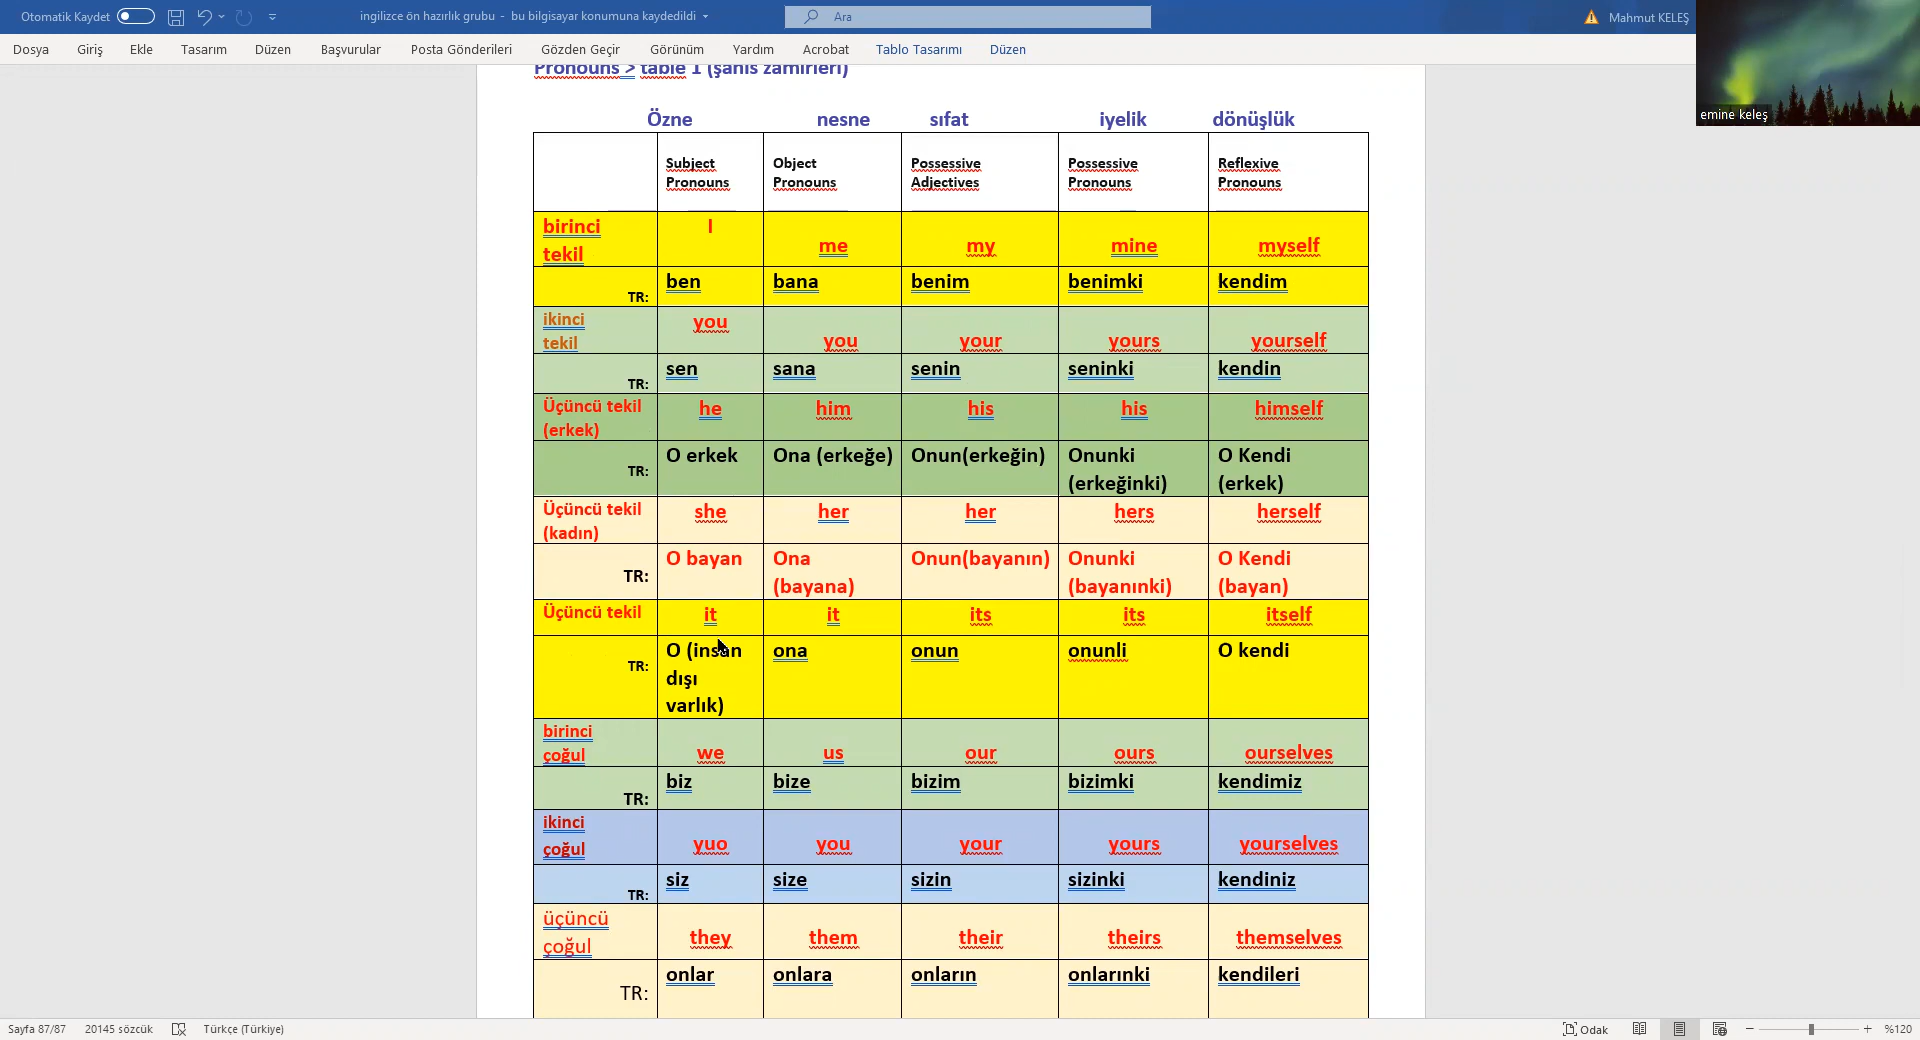 Otomatik Kaydet
ingilizce ön hazırlık grubu - bu bilgisayar konumuna kaydedildi
Ara
Mahmut KELEŞ
Dosya Giriş Ekle Tasarım Düzen Başvurular Posta Gönderileri Gözden Geçir Görünüm Yardım Acrobat Tablo Tasarımı Düzen
emine keleş
Pronouns > table 1 (şahıs zamirleri)
Özne nesne sıfat iyelik dönüşlük
Subject Pronouns Object Pronouns Possessive Adjectives Possessive Pronouns Reflexive Pronouns
birinci tekil I me my mine myself
TR: ben bana benim benimki kendim
ikinci tekil you you your yours yourself
TR: sen sana senin seninki kendin
Üçüncü tekil (erkek) he him his his himself
TR: O erkek Ona (erkeğe) Onun(erkeğin) Onunki (erkeğinki) O Kendi (erkek)
Üçüncü tekil (kadın) she her her hers herself
TR: O bayan Ona (bayana) Onun(bayanın) Onunki (bayanınki) O Kendi (bayan)
Üçüncü tekil it it its its itself
TR: O (insan dışı varlık) ona onun onunli O kendi
birinci çoğul we us our ours ourselves
TR: biz bize bizim bizimki kendimiz
ikinci çoğul yuo you your yours yourselves
TR: siz size sizin sizinki kendiniz
üçüncü çoğul they them their theirs themselves
TR: onlar onlara onların onlarınki kendileri
Sayfa 87/87 20145 sözcük Türkçe (Türkiye) Odak %120